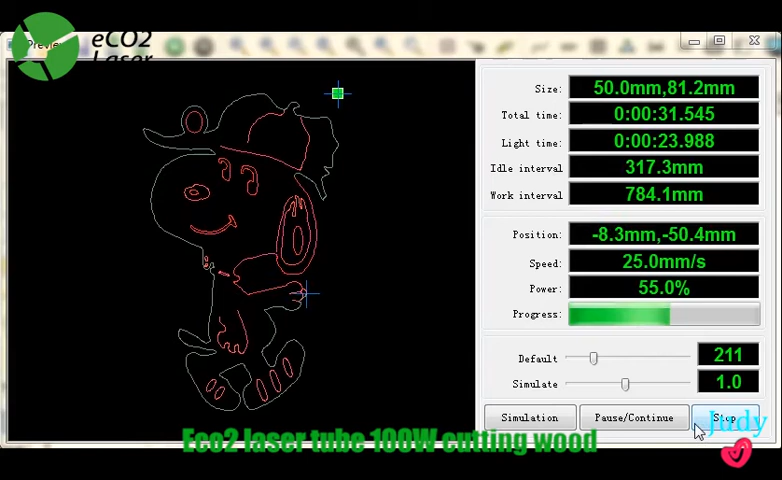 eCO2
Laser
Preview
Size: 50.0mm,81.2mm
Total time: 0:00:31.545
Light time: 0:00:23.988
Idle interval 317.3mm
Work interval 784.1mm
Position: -8.3mm,-50.4mm
Speed: 25.0mm/s
Power: 55.0%
Progress:
Default 211
Simulate 1.0
Simulation Pause/Continue Stop
Judy
Eco2 laser tube 100W cutting wood